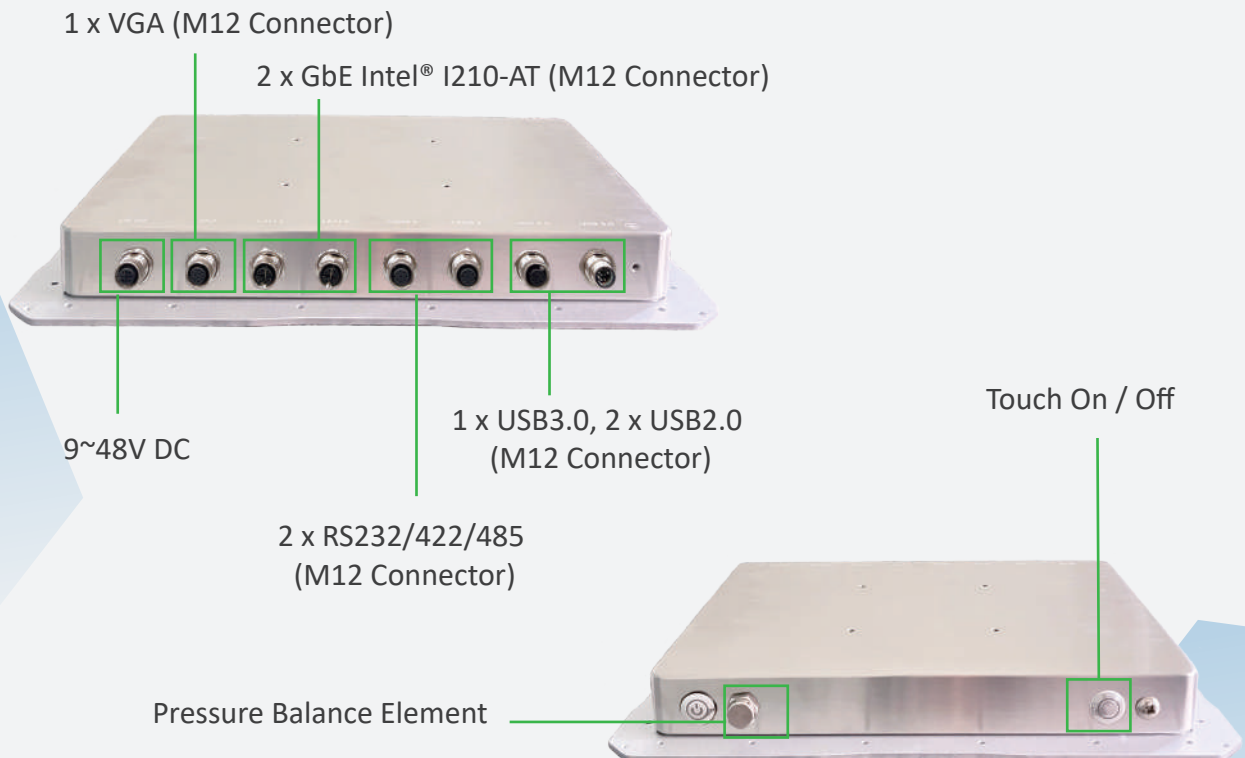 1 x VGA (M12 Connector)
2 x GbE Intel® I210-AT (M12 Connector)
9~48V DC
1 x USB3.0, 2 x USB2.0
(M12 Connector)
2 x RS232/422/485
(M12 Connector)
Touch On / Off
Pressure Balance Element